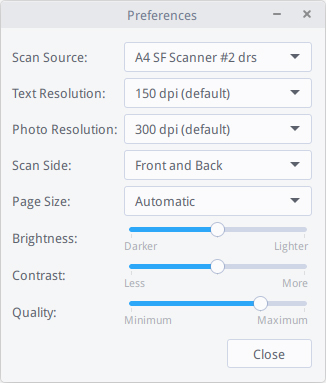 Preferences
Scan Source: A4 SF Scanner #2 drs
Text Resolution: 150 dpi (default)
Photo Resolution: 300 dpi (default)
Scan Side: Front and Back
Page Size: Automatic
Brightness:
Darker Lighter
Contrast:
Less More
Quality:
Minimum Maximum
Close